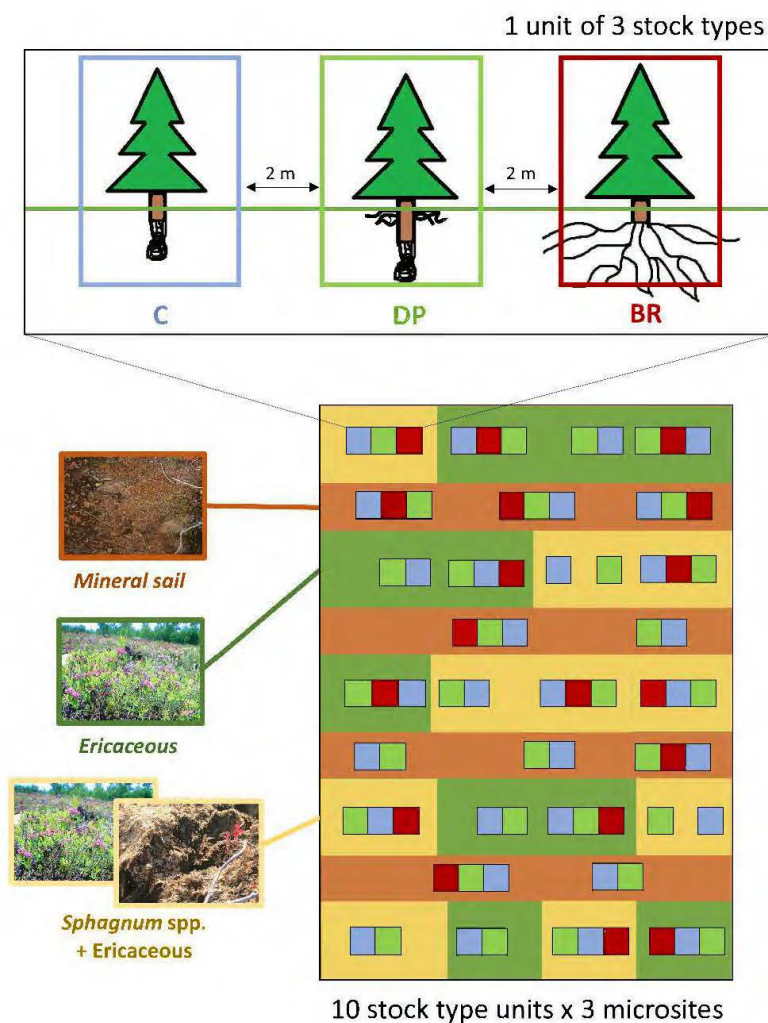 1 unit of 3 stock types
2 m
2 m
C
DP
BR
Mineral sail
Ericaceous
Sphagnum spp.
+ Ericaceous
10 stock type units x 3 microsites